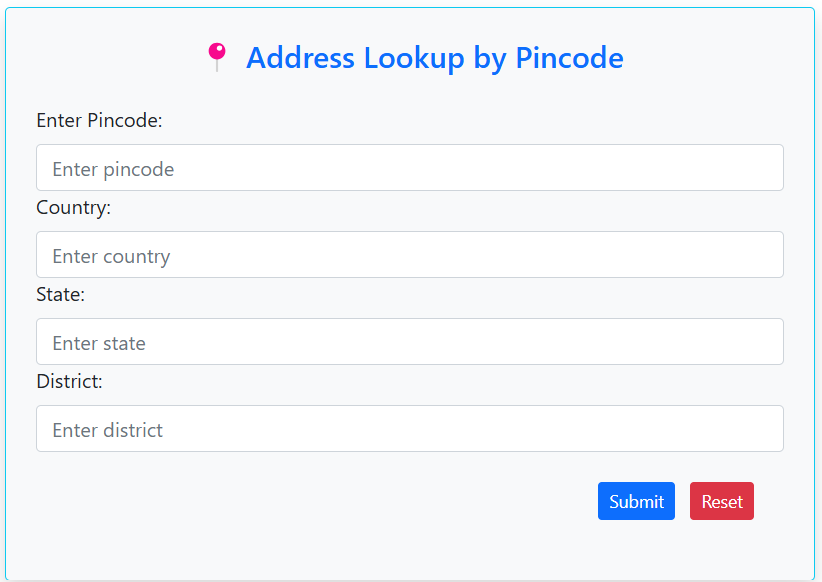 Address Lookup by Pincode
Enter Pincode:
Enter pincode
Country:
Enter country
State:
Enter state
District:
Enter district
Submit Reset